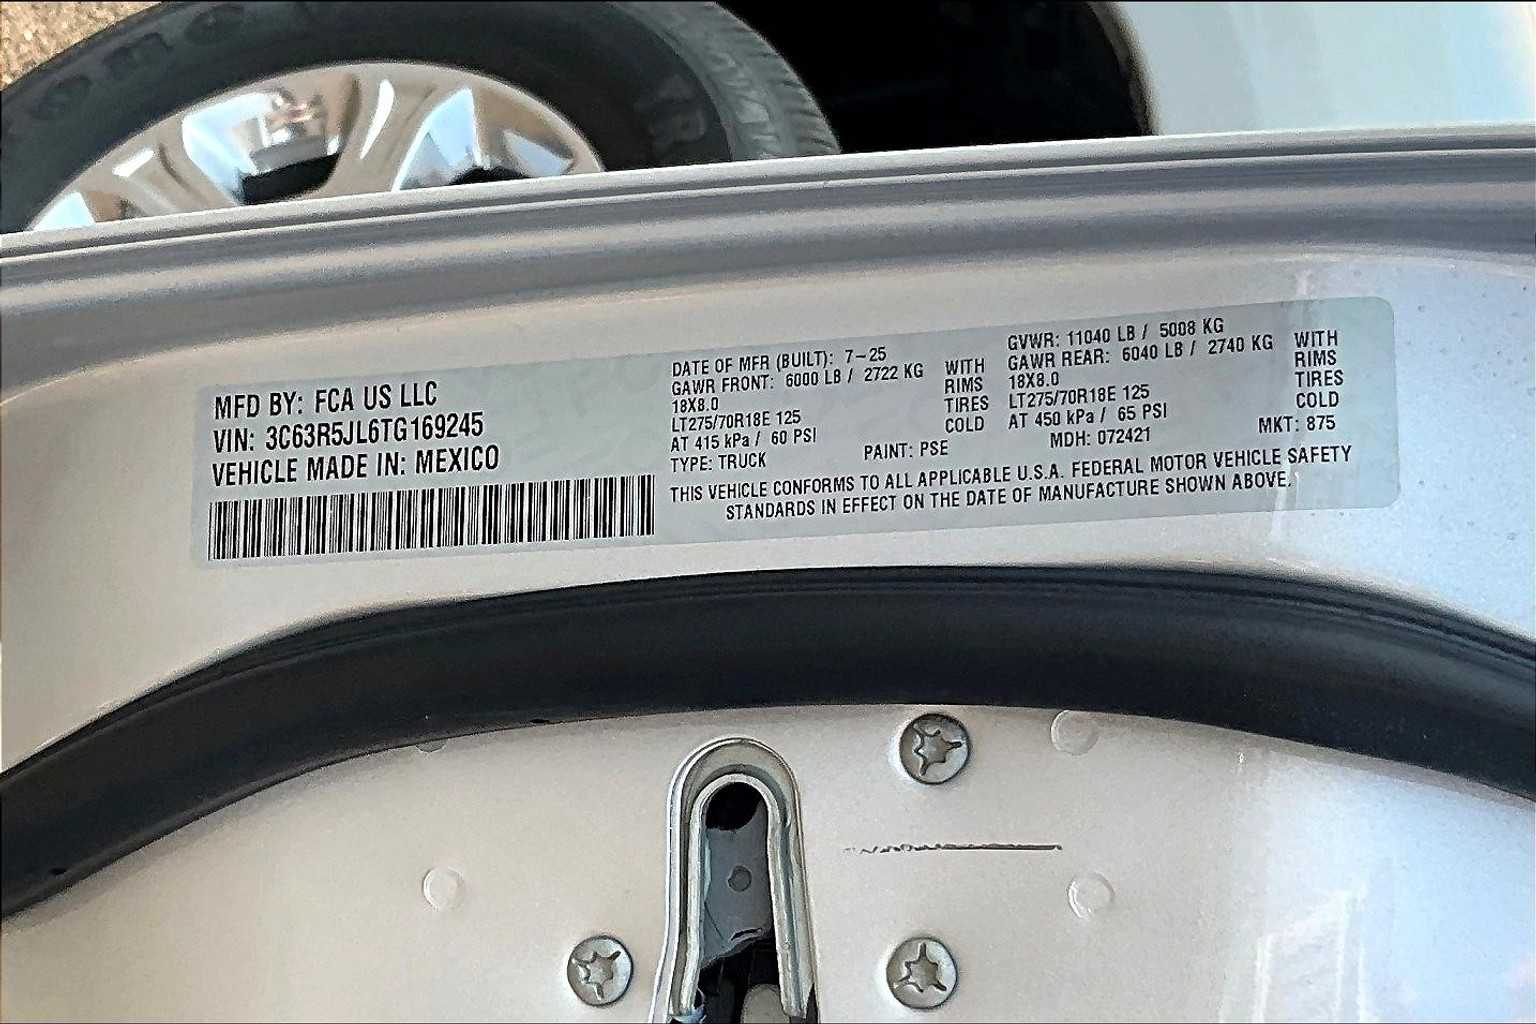 MFD BY: FCA US LLC
VIN: 3C63R5JL6TG169245
VEHICLE MADE IN: MEXICO
DATE OF MFR (BUILT): 7-25
GAWR FRONT: 6000 LB / 2722 KG WITH
18X8.0 RIMS
LT275/70R18E 125 TIRES
AT 415 kPa / 60 PSI COLD
TYPE: TRUCK PAINT: PSE
GVWR: 11040 LB / 5008 KG
GAWR REAR: 6040 LB / 2740 KG WITH
18X8.0 RIMS
LT275/70R18E 125 TIRES
AT 450 kPa / 65 PSI COLD
MDH: 072421 MKT: 875
THIS VEHICLE CONFORMS TO ALL APPLICABLE U.S.A. FEDERAL MOTOR VEHICLE SAFETY
STANDARDS IN EFFECT ON THE DATE OF MANUFACTURE SHOWN ABOVE.